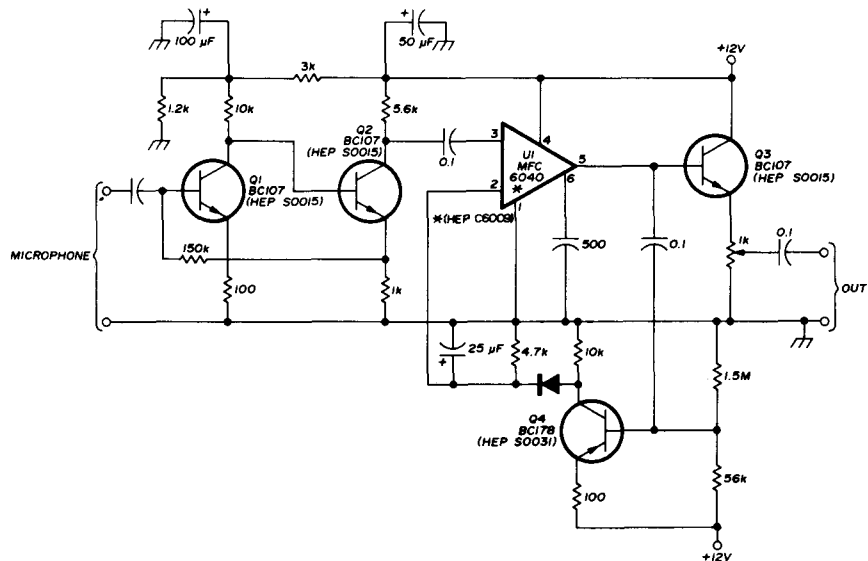 100 µF
+
+
50 µF
+12V
3k
1.2k
10k
5.6k
Q2
BC107
(HEP S0015)
Q1
BC107
(HEP S0015)
0.1
3
4
U1
MFC
6040
*
2
1
5
6
*(HEP C6009)
Q3
BC107
(HEP S0015)
MICROPHONE
150k
100
1k
500
0.1
1k
0.1
OUT
25 µF
+
4.7k
10k
1.5M
Q4
BC178
(HEP S0031)
100
56k
+12V